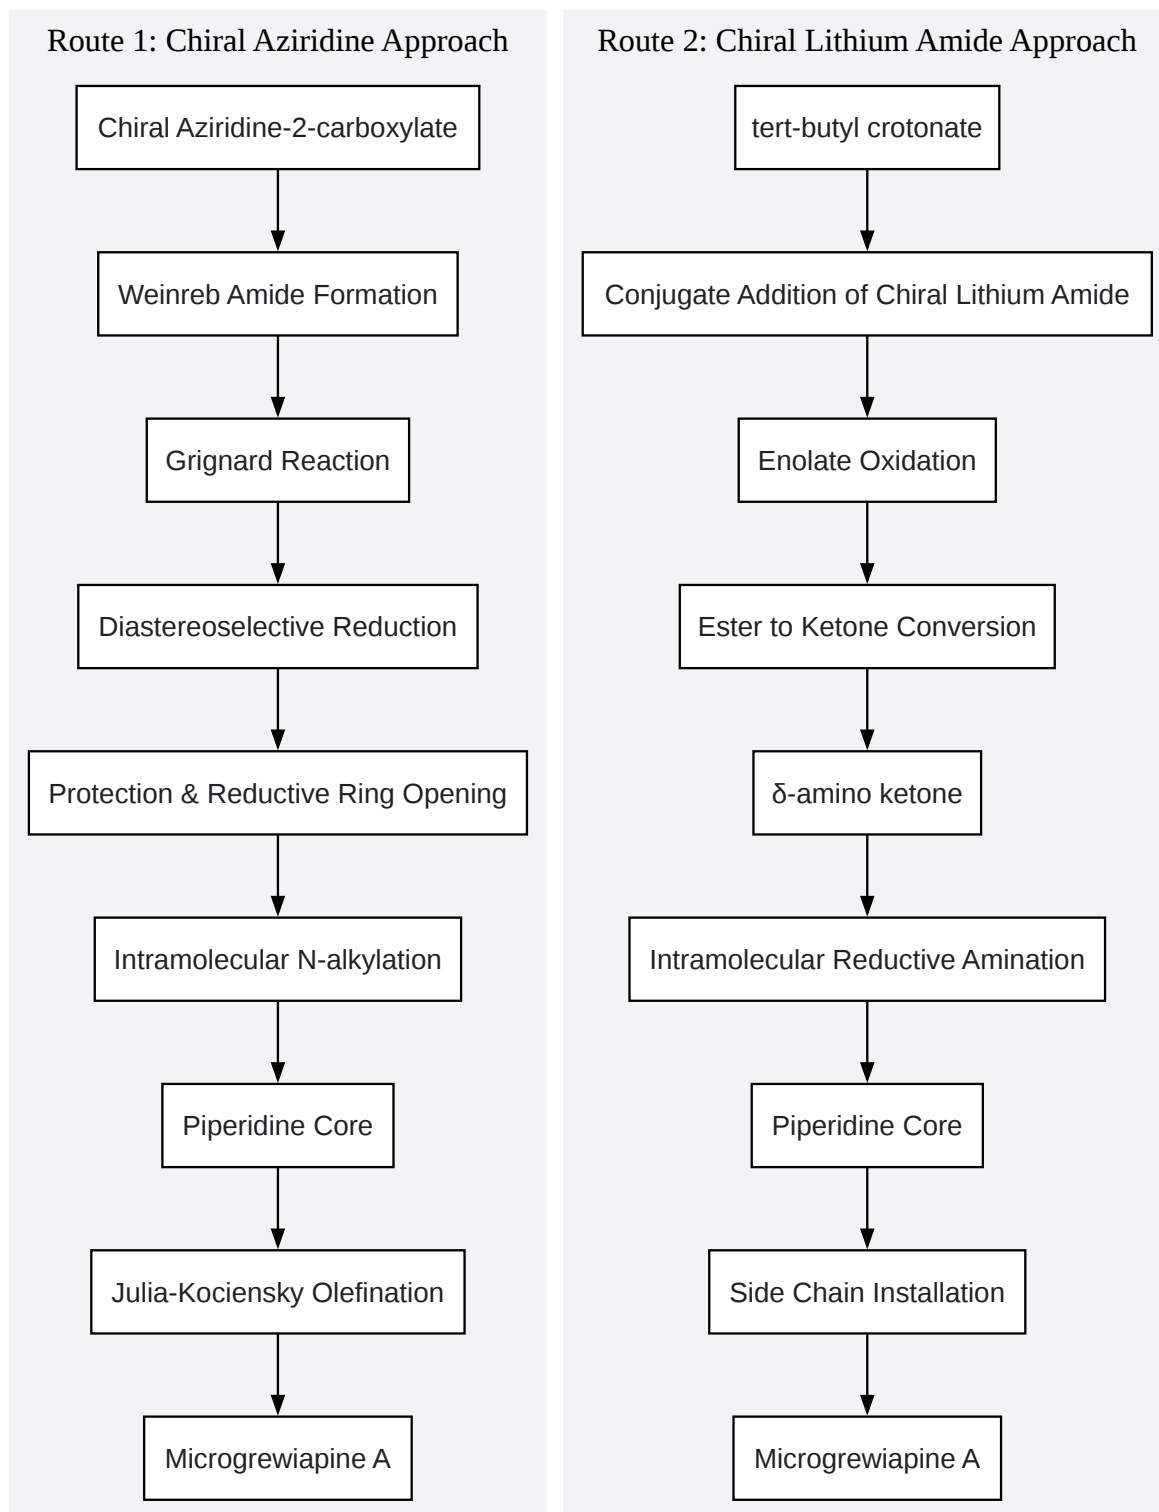 Route 1: Chiral Aziridine Approach
Chiral Aziridine-2-carboxylate
Weinreb Amide Formation
Grignard Reaction
Diastereoselective Reduction
Protection & Reductive Ring Opening
Intramolecular N-alkylation
Piperidine Core
Julia-Kociensky Olefination
Microgrewiapine A
Route 2: Chiral Lithium Amide Approach
tert-butyl crotonate
Conjugate Addition of Chiral Lithium Amide
Enolate Oxidation
Ester to Ketone Conversion
δ-amino ketone
Intramolecular Reductive Amination
Piperidine Core
Side Chain Installation
Microgrewiapine A